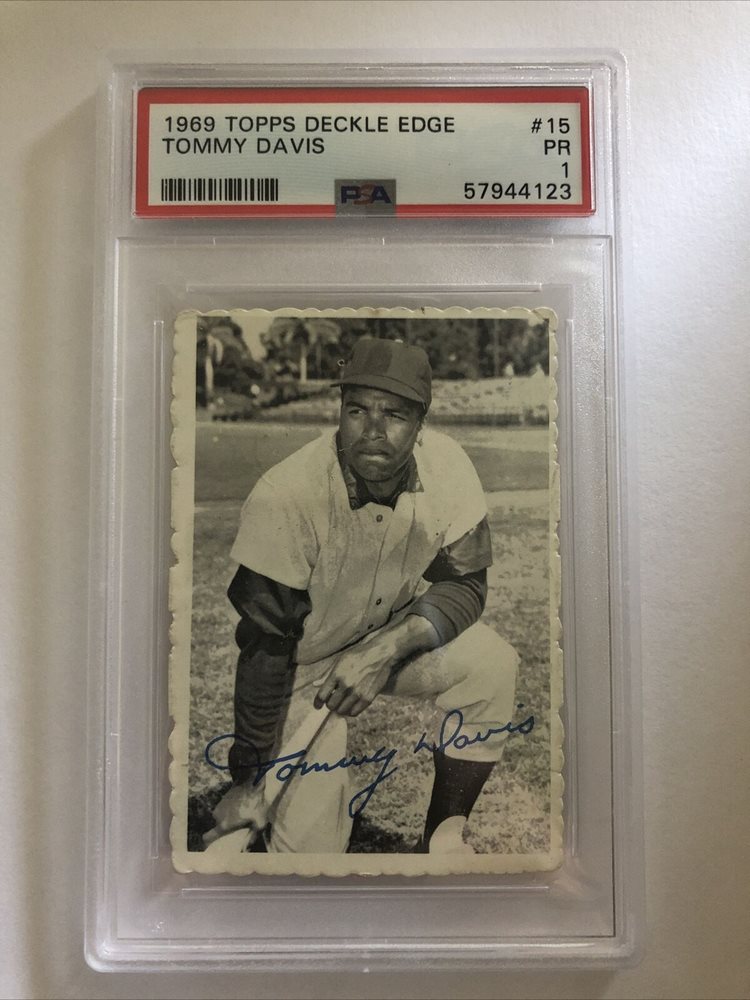 1969 TOPPS DECKLE EDGE #15
TOMMY DAVIS PR
1
PSA 57944123
Tommy Davis